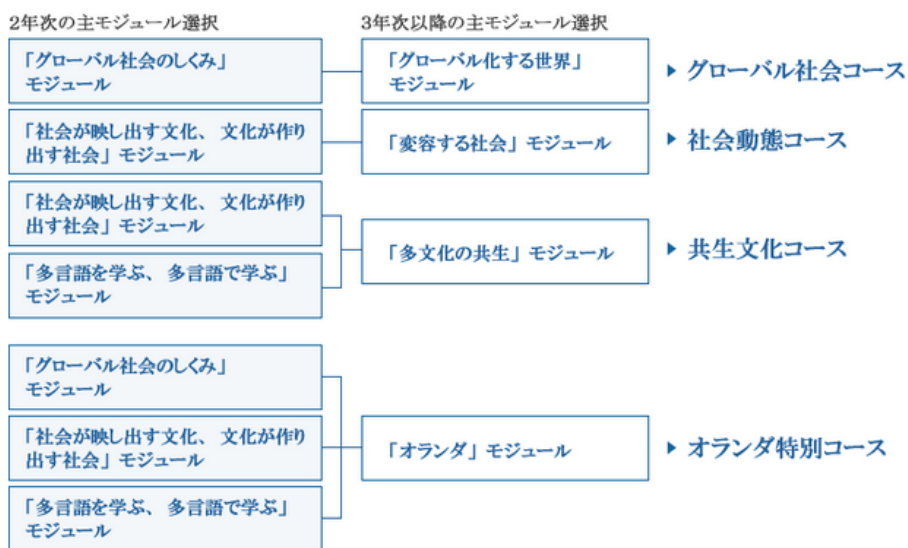 2年次の主モジュール選択
3年次以降の主モジュール選択
「グローバル社会のしくみ」
モジュール
「グローバル化する世界」
モジュール
グローバル社会コース
「社会が映し出す文化、文化が作り
出す社会」モジュール
「変容する社会」モジュール
社会動態コース
「社会が映し出す文化、文化が作り
出す社会」モジュール
「多言語を学ぶ、多言語で学ぶ」
モジュール
「多文化の共生」モジュール
共生文化コース
「グローバル社会のしくみ」
モジュール
「社会が映し出す文化、文化が作り
出す社会」モジュール
「多言語を学ぶ、多言語で学ぶ」
モジュール
「オランダ」モジュール
オランダ特別コース